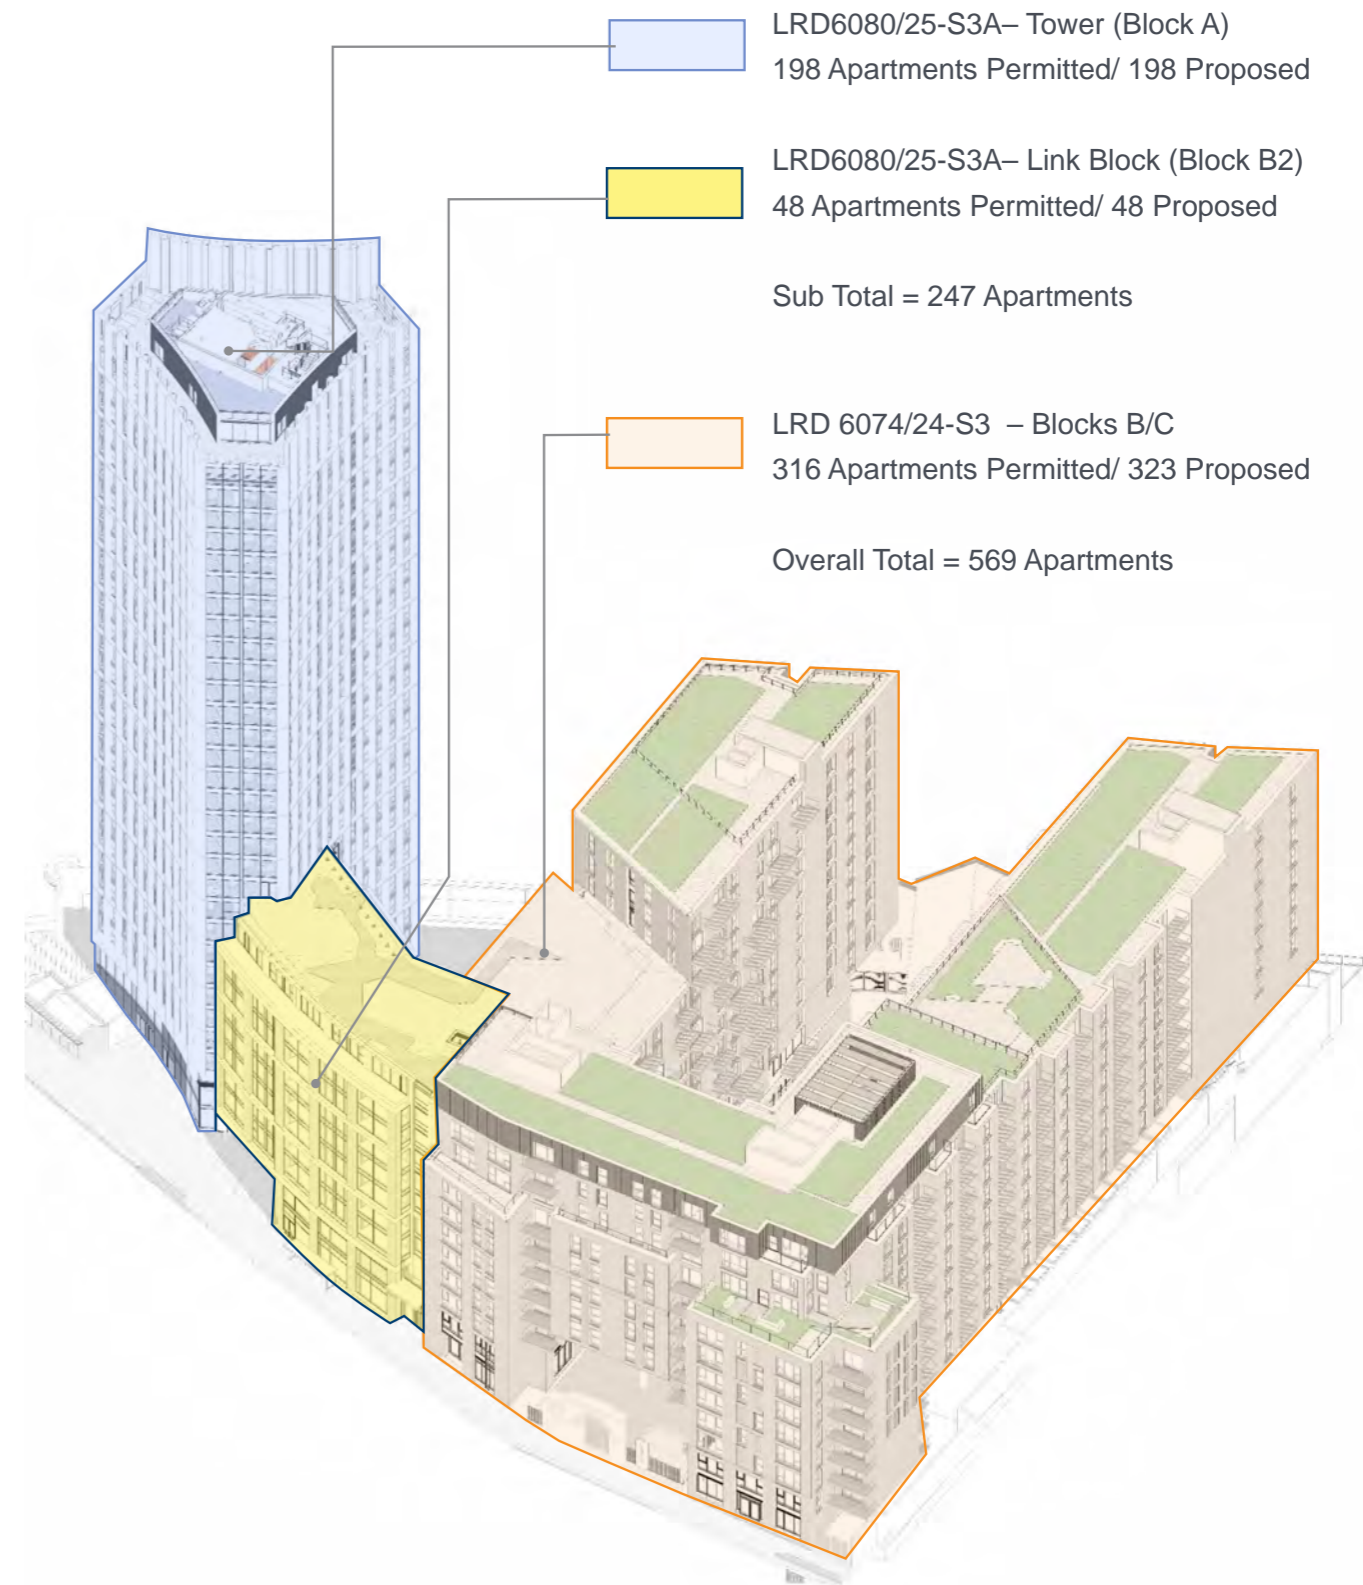 LRD6080/25-S3A– Tower (Block A)
198 Apartments Permitted/ 198 Proposed
LRD6080/25-S3A– Link Block (Block B2)
48 Apartments Permitted/ 48 Proposed
Sub Total = 247 Apartments
LRD 6074/24-S3 – Blocks B/C
316 Apartments Permitted/ 323 Proposed
Overall Total = 569 Apartments